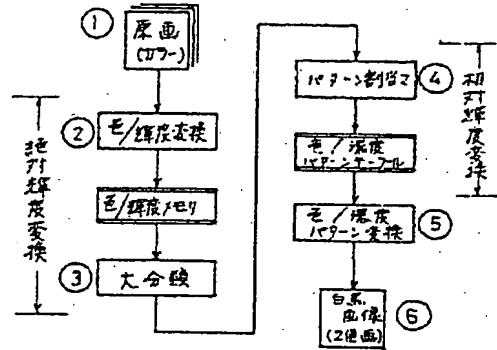 ①
原画
(カラー)
②
色/輝度変換
色/輝度メモリ
③
大分類
絶対輝度変換
④
パターン割当て
色/濃度
パターンテーブル
⑤
色/濃度
パターン変換
⑥
白黒
画像
(2値画)
相対輝度変換